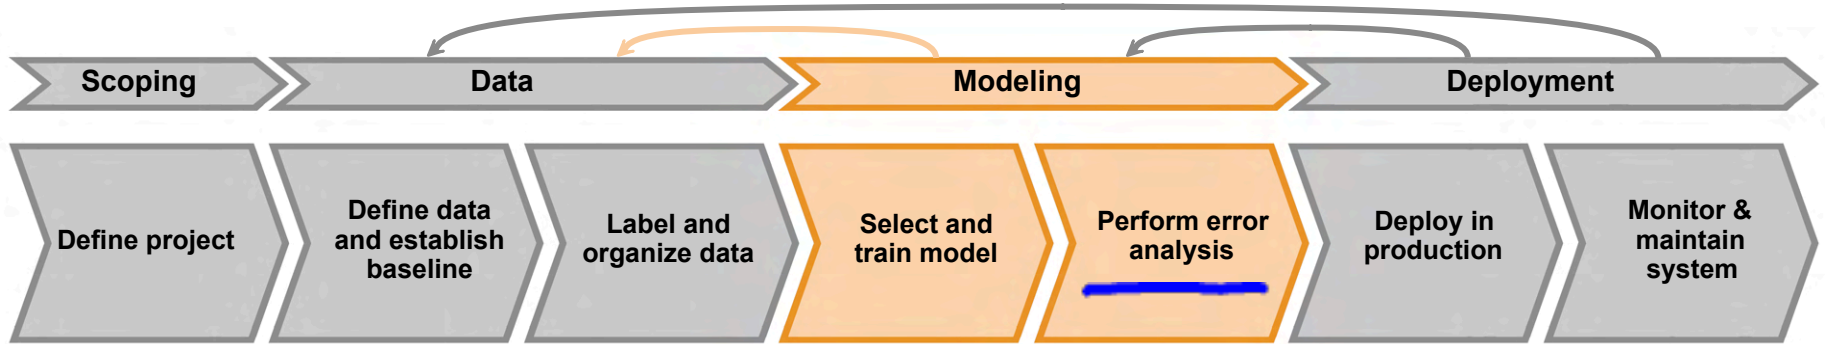 Scoping
Data
Modeling
Deployment
Define project
Define data
and establish
baseline
Label and
organize data
Select and
train model
Perform error
analysis
Deploy in
production
Monitor &
maintain
system